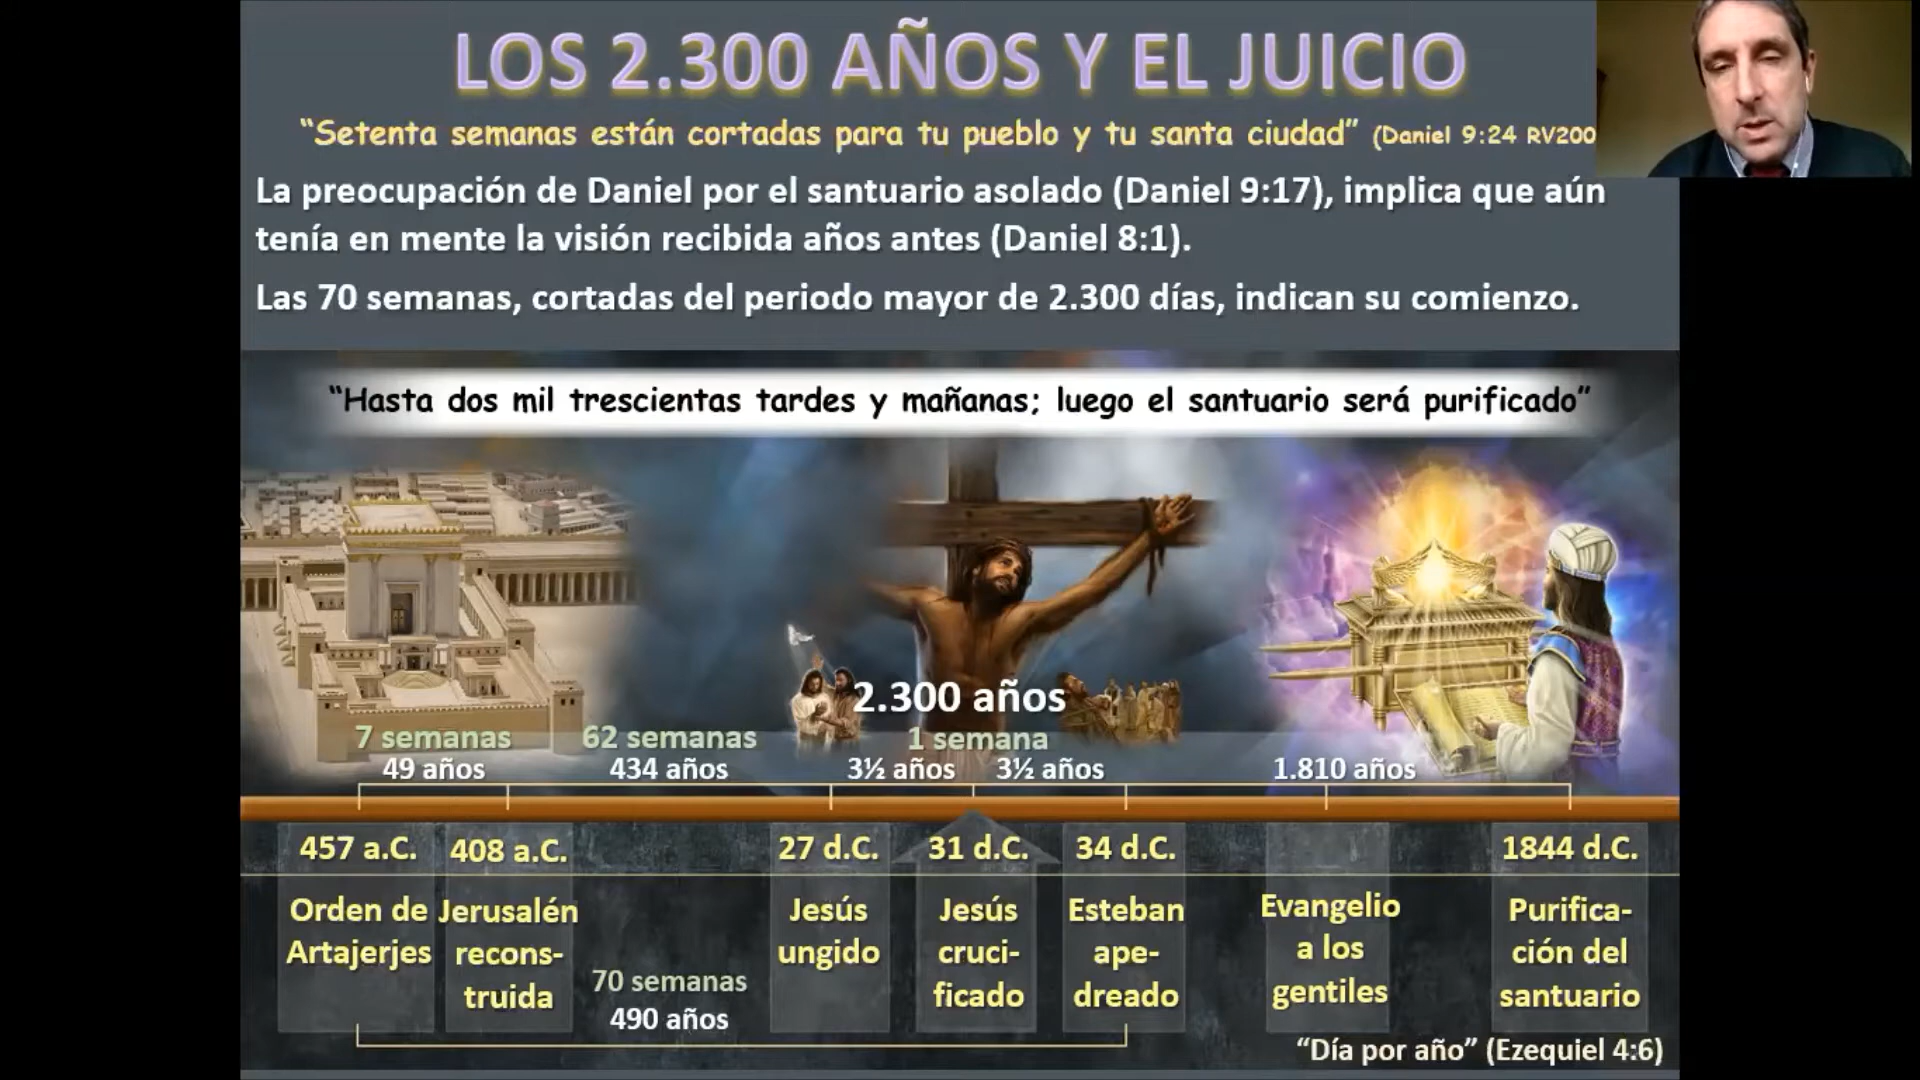 LOS 2.300 AÑOS Y EL JUICIO
“Setenta semanas están cortadas para tu pueblo y tu santa ciudad” (Daniel 9:24 RV200
La preocupación de Daniel por el santuario asolado (Daniel 9:17), implica que aún
tenía en mente la visión recibida años antes (Daniel 8:1).
Las 70 semanas, cortadas del periodo mayor de 2.300 días, indican su comienzo.
“Hasta dos mil trescientas tardes y mañanas; luego el santuario será purificado”
2.300 años
7 semanas 62 semanas 1 semana
49 años 434 años 3½ años 3½ años 1.810 años
457 a.C. 408 a.C. 27 d.C. 31 d.C. 34 d.C. 1844 d.C.
Orden de
Artajerjes
Jerusalén
recons-
truida
70 semanas
490 años
Jesús
ungido
Jesús
cruci-
ficado
Esteban
ape-
dreado
Evangelio
a los
gentiles
Purifica-
ción del
santuario
“Día por año” (Ezequiel 4:6)